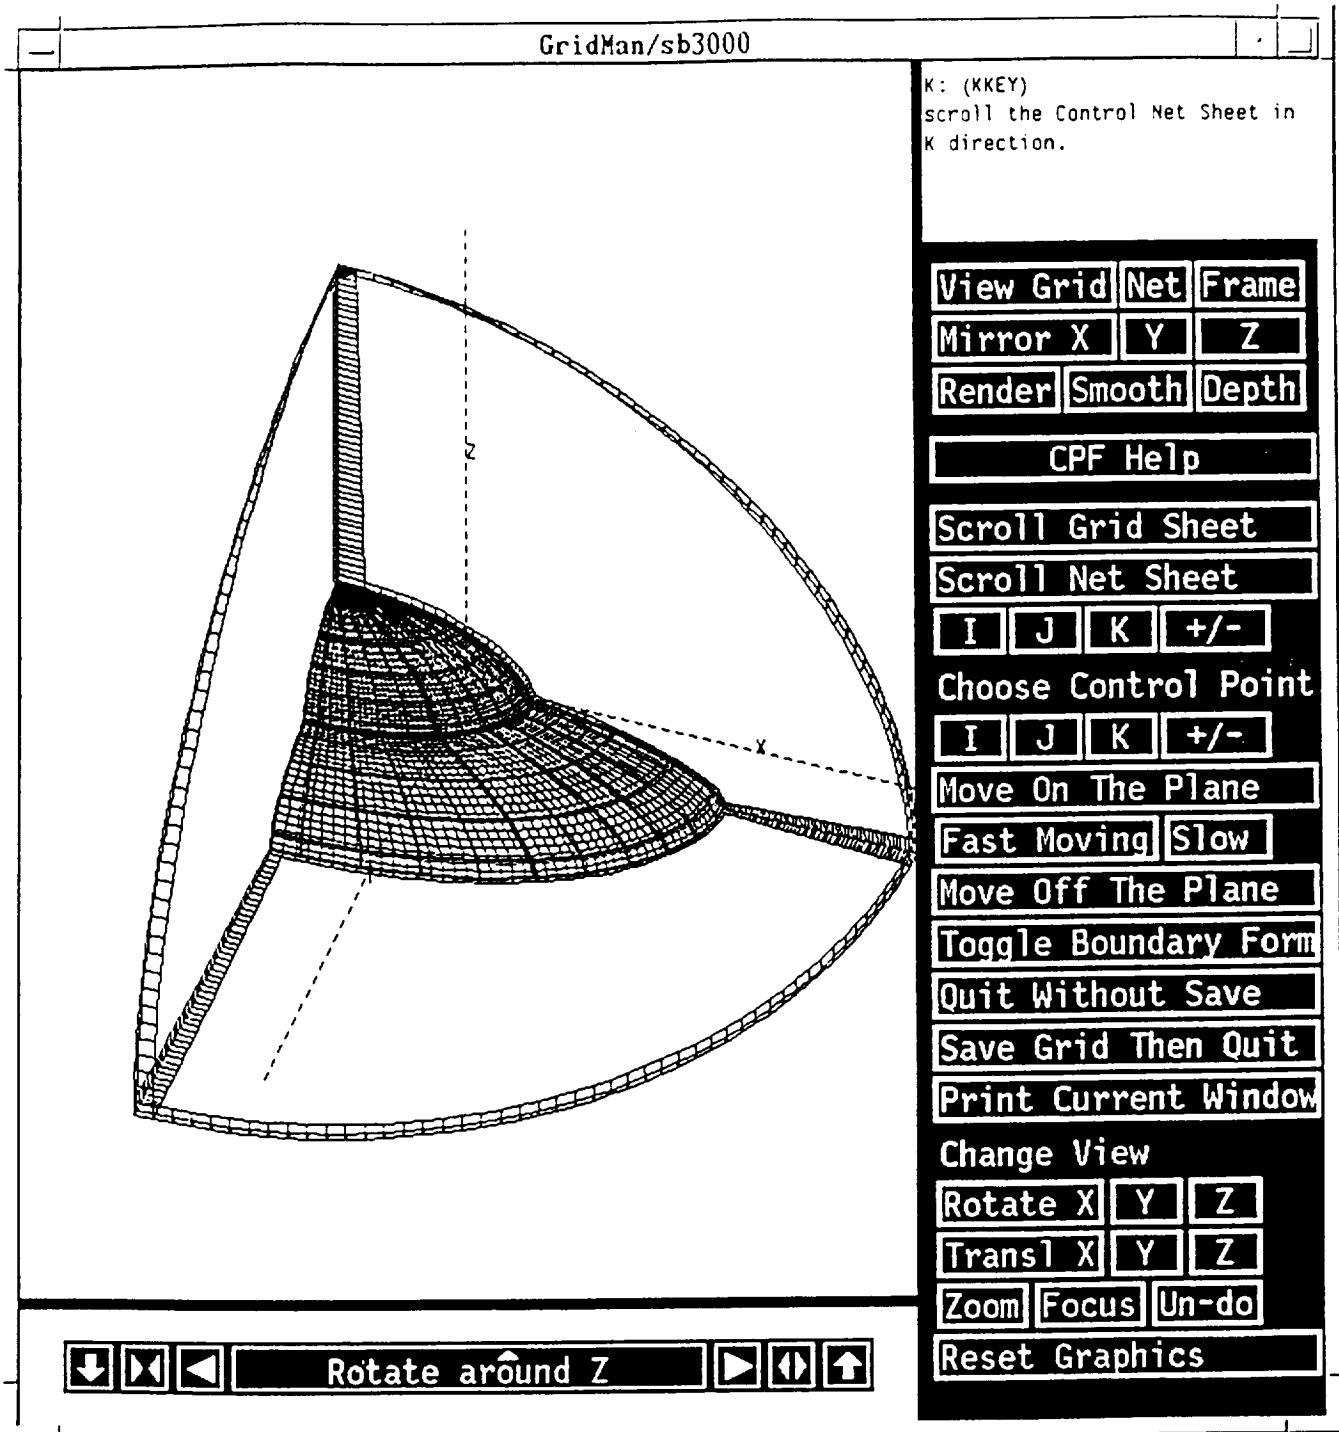 GridMan/sb3000
K: (KKEY)
scroll the Control Net Sheet in
K direction.
Z
X
View Grid Net Frame
Mirror X Y Z
Render Smooth Depth
CPF Help
Scroll Grid Sheet
Scroll Net Sheet
I J K +/-
Choose Control Point
I J K +/-
Move On The Plane
Fast Moving Slow
Move Off The Plane
Toggle Boundary Form
Quit Without Save
Save Grid Then Quit
Print Current Window
Change View
Rotate X Y Z
Transl X Y Z
Zoom Focus Un-do
Reset Graphics
Rotate around Z